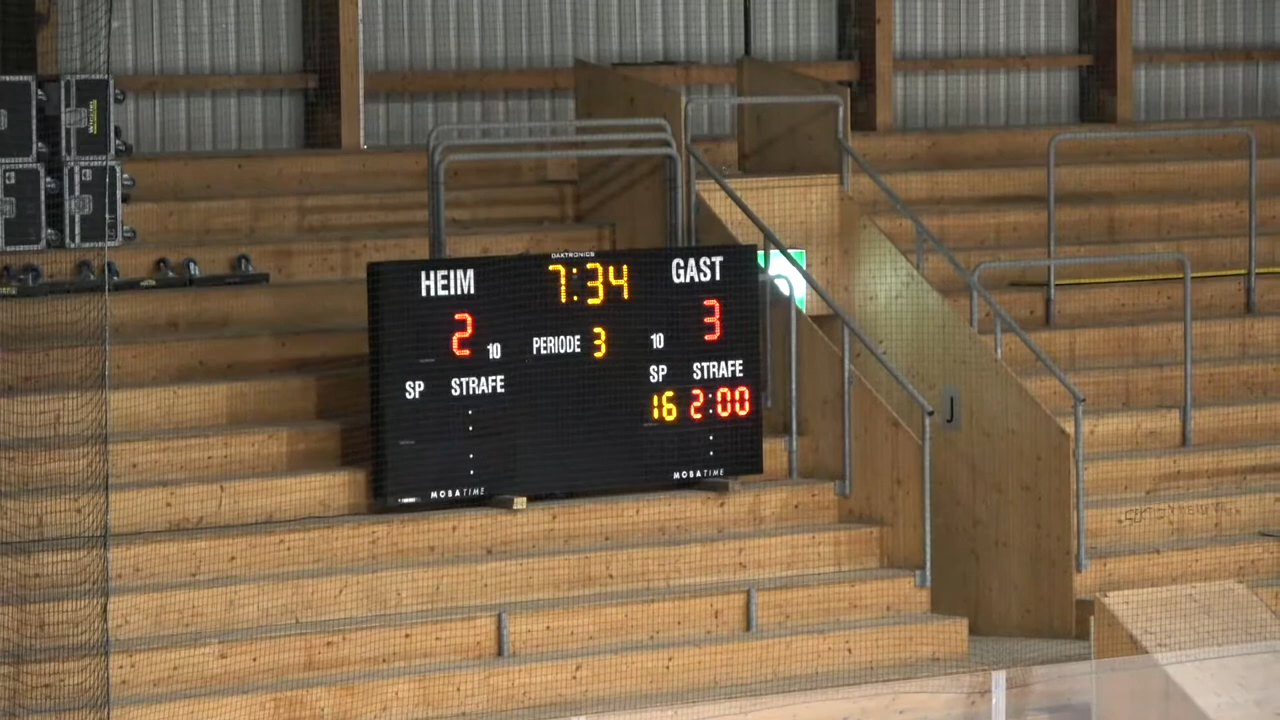 DAKTRONICS
HEIM 7:34 GAST
2 10 PERIODE 3 10 3
SP STRAFE SP STRAFE
16 2:00
MOBATIME MOBATIME
J